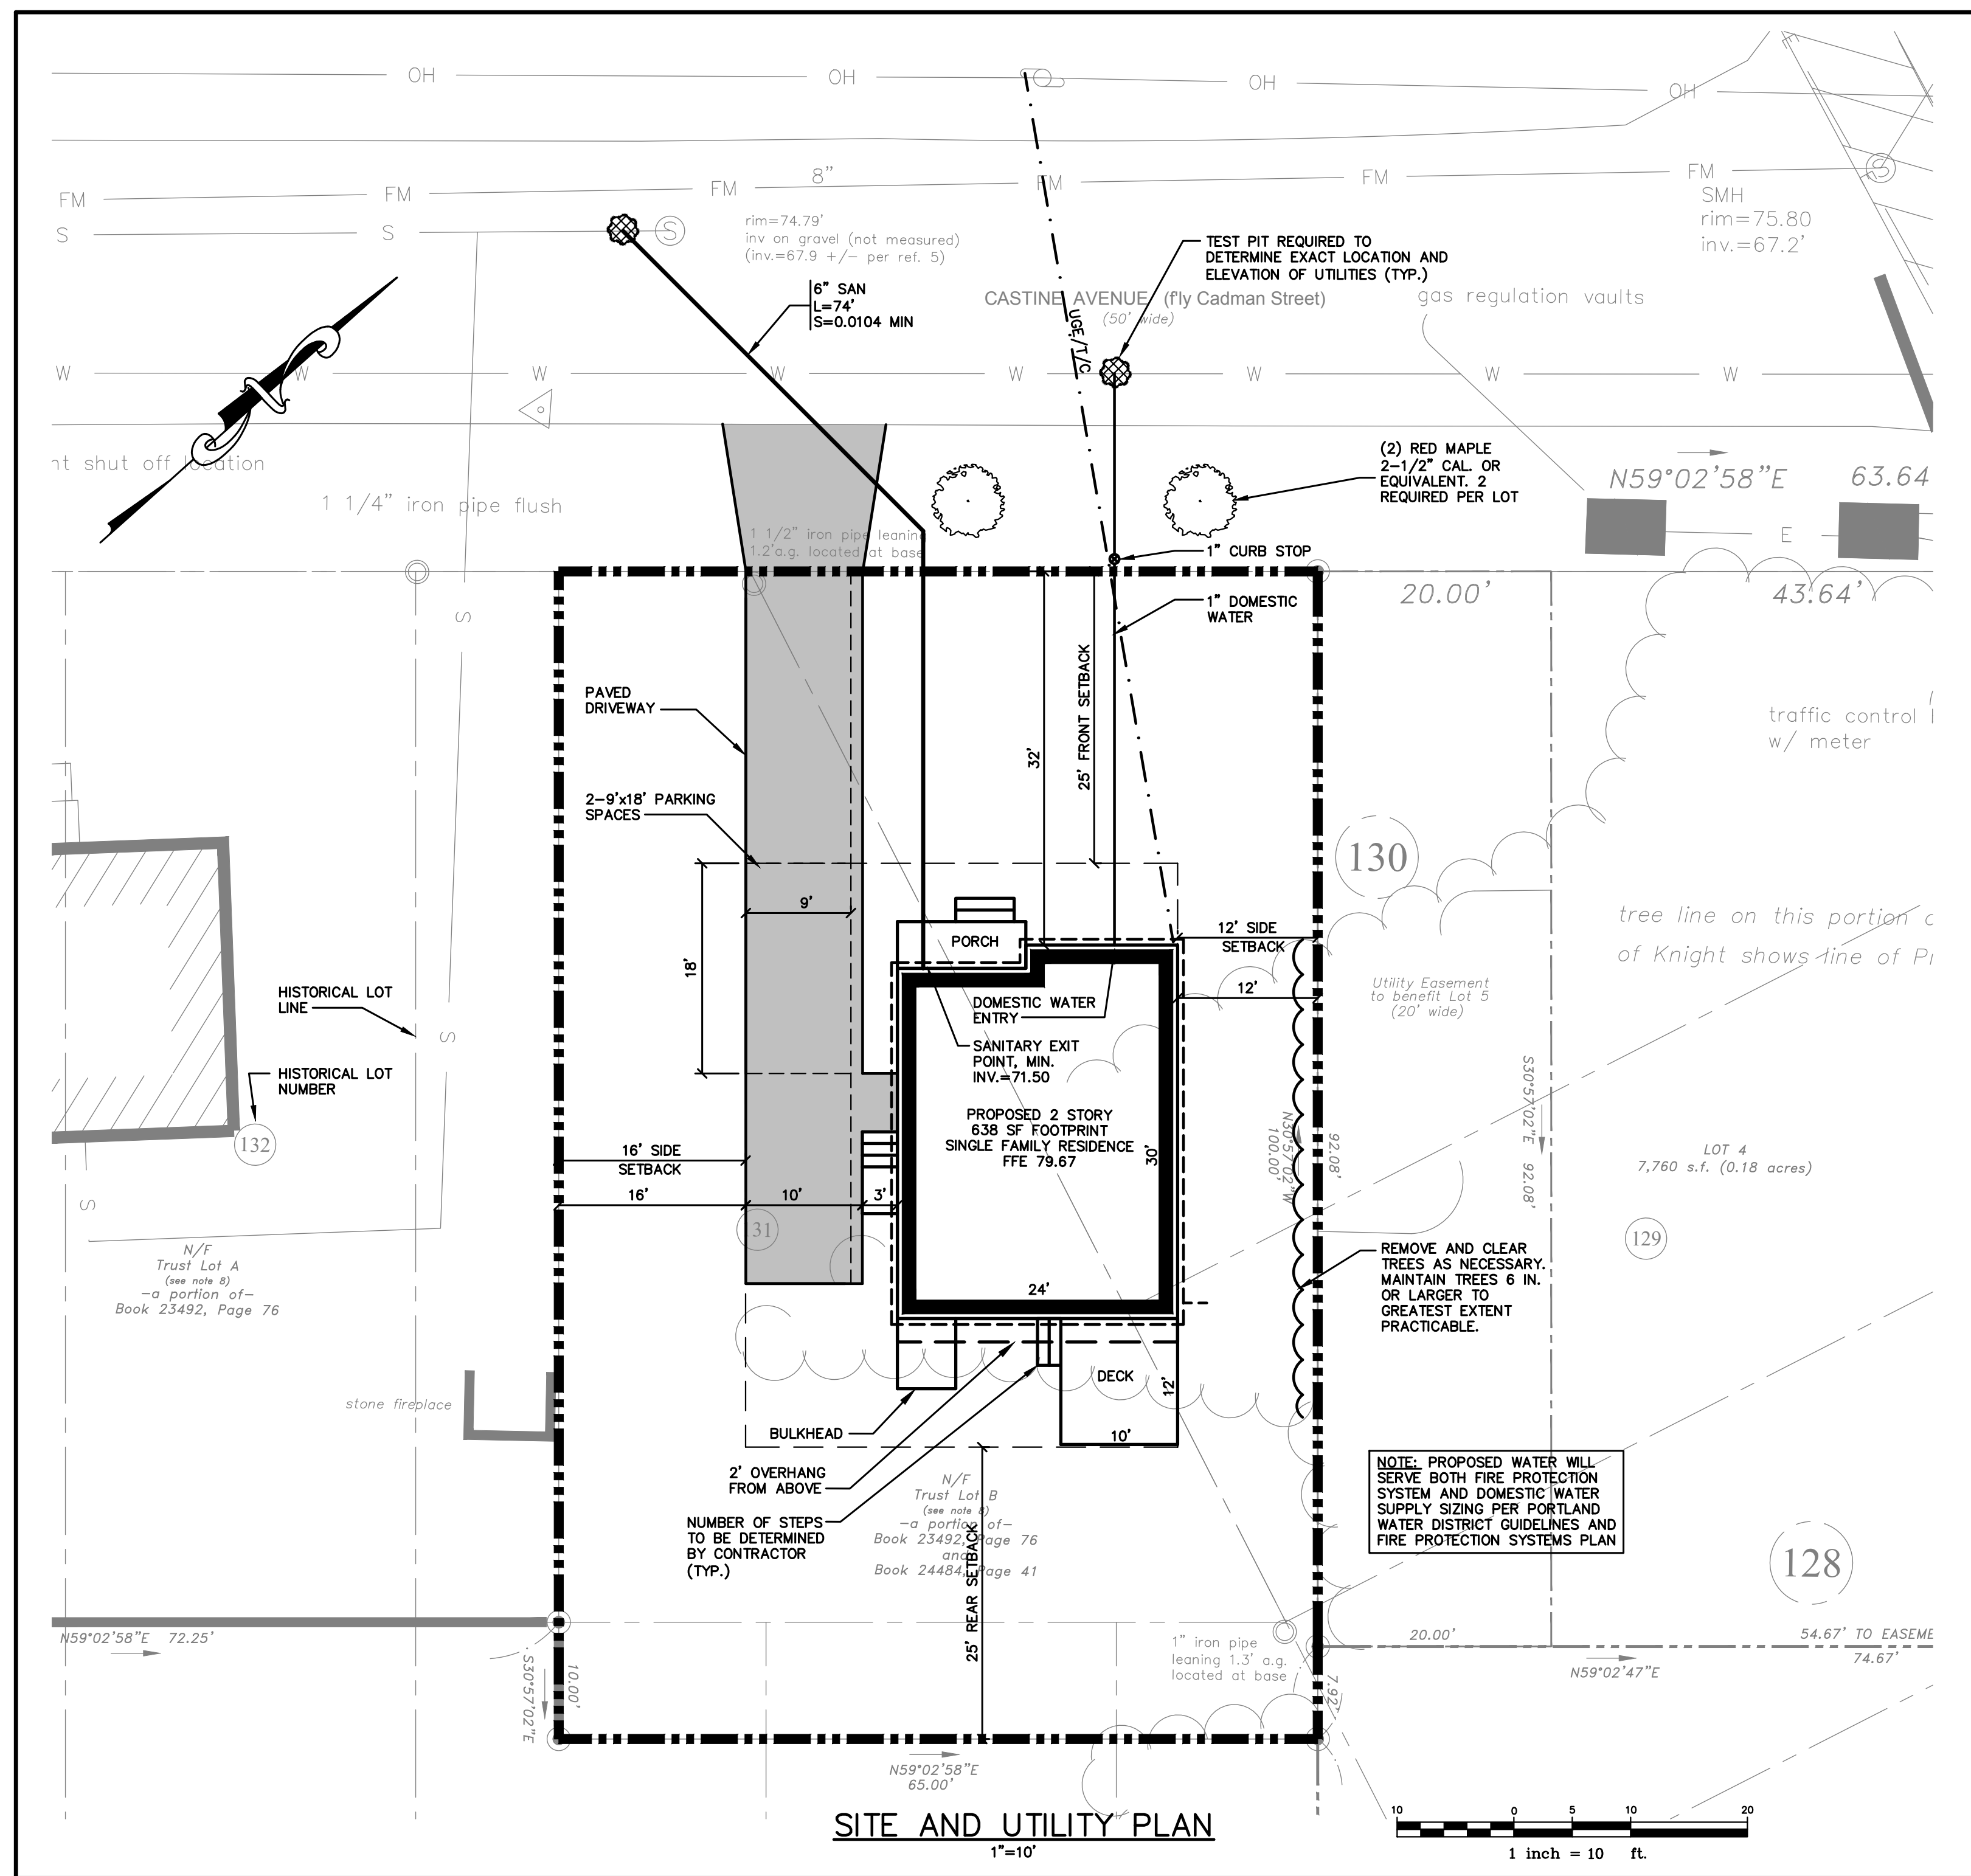 OH
OH
OH
OH
FM
FM
FM
8"
FM
FM
FM
S
S
S
S
SMH
rim=75.80
inv.=67.2'
rim=74.79'
inv on gravel (not measured)
(inv.=67.9 +/- per ref. 5)
TEST PIT REQUIRED TO
DETERMINE EXACT LOCATION AND
ELEVATION OF UTILITIES (TYP.)
6" SAN
L=74'
S=0.0104 MIN
CASTINE AVENUE (f'ly Cadman Street)
(50' wide)
UGE/T/C
gas regulation vaults
W
W
W
W
W
W
W
W
nt shut off location
1 1/4" iron pipe flush
1 1/2" iron pipe leaning
1.2'a.g. located at base
(2) RED MAPLE
2-1/2" CAL. OR
EQUIVALENT. 2
REQUIRED PER LOT
N59°02'58"E 63.64
E
1" CURB STOP
1" DOMESTIC
WATER
20.00'
43.64'
S
PAVED
DRIVEWAY
32'
25' FRONT SETBACK
traffic control
w/ meter
2-9'x18' PARKING
SPACES
130
9'
18'
PORCH
12' SIDE
SETBACK
12'
tree line on this portion
of Knight shows line of
Utility Easement
to benefit Lot 5
(20' wide)
HISTORICAL LOT
LINE
S
DOMESTIC WATER
ENTRY
SANITARY EXIT
POINT, MIN.
INV.=71.50
HISTORICAL LOT
NUMBER
132
PROPOSED 2 STORY
638 SF FOOTPRINT
SINGLE FAMILY RESIDENCE
FFE 79.67
30'
N30°57'02"W
100.00'
92.08'
S30°57'02"E 92.08'
LOT 4
7,760 s.f. (0.18 acres)
16' SIDE
SETBACK
16'
10'
3'
S
131
129
N/F
Trust Lot A
(see note 8)
-a portion of-
Book 23492, Page 76
24'
REMOVE AND CLEAR
TREES AS NECESSARY.
MAINTAIN TREES 6 IN.
OR LARGER TO
GREATEST EXTENT
PRACTICABLE.
stone fireplace
DECK
12'
10'
BULKHEAD
2' OVERHANG
FROM ABOVE
NUMBER OF STEPS
TO BE DETERMINED
BY CONTRACTOR
(TYP.)
N/F
Trust Lot B
(see note 8)
-a portion of-
Book 23492, Page 76
and
Book 24484, Page 41
25' REAR SETBACK
NOTE: PROPOSED WATER WILL
SERVE BOTH FIRE PROTECTION
SYSTEM AND DOMESTIC WATER
SUPPLY SIZING PER PORTLAND
WATER DISTRICT GUIDELINES AND
FIRE PROTECTION SYSTEMS PLAN
128
N59°02'58"E 72.25'
S30°57'02"E
10.00'
1" iron pipe
leaning 1.3' a.g.
located at base
7.92'
20.00'
N59°02'47"E
54.67' TO EASEME
74.67'
N59°02'58"E
65.00'
SITE AND UTILITY PLAN
1"=10'
10 0 5 10 20
1 inch = 10 ft.